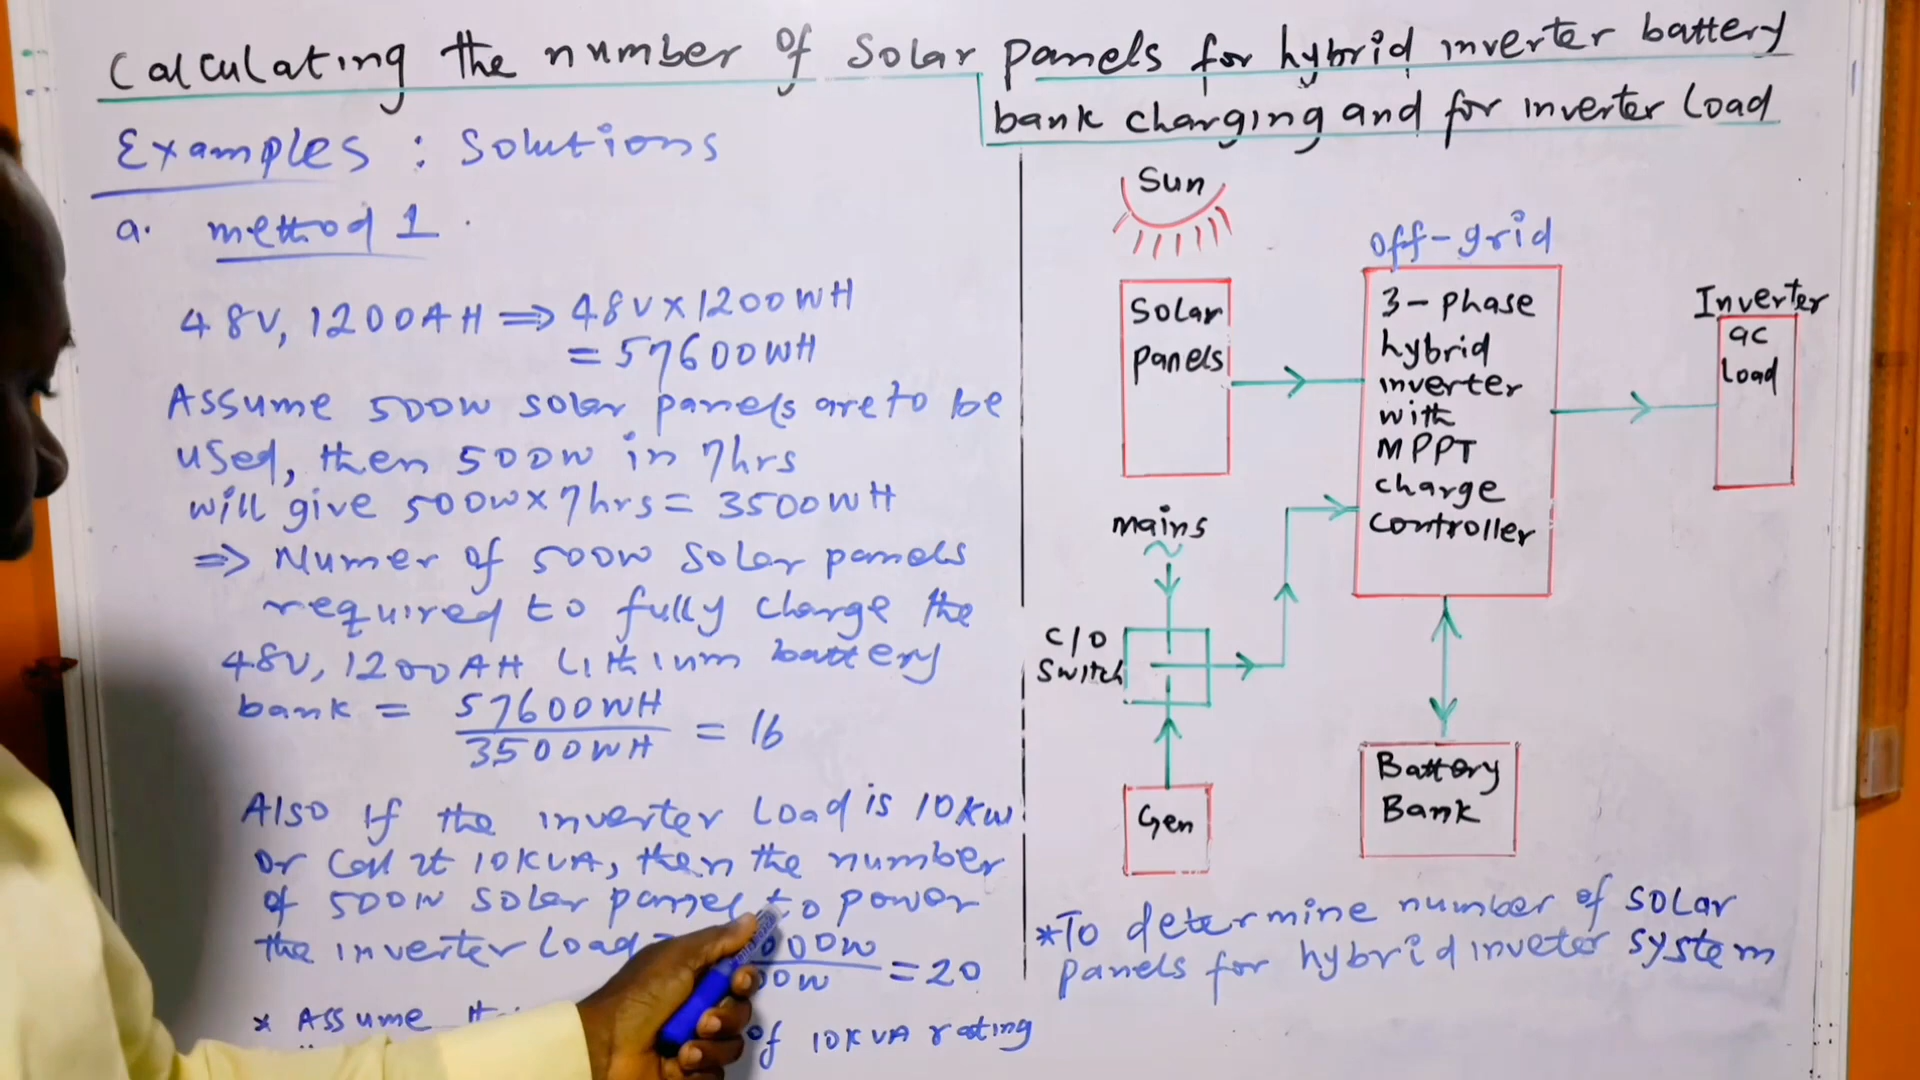 Calculating the number of solar panels for hybrid inverter battery
bank charging and for inverter load
Examples: Solutions
a. method 1
48V, 1200AH => 48V x 1200WH
= 57600WH
Assume 500W solar panels are to be
used, then 500W in 7hrs
will give 500W x 7hrs = 3500WH
=> Numer of 500W solar panels
required to fully charge the
48V, 1200AH Lithium battery
bank = 57600WH
3500WH
= 16
Also if the inverter load is 10KW
or call it 10KVA, then the number
of 500W solar panel to power
the inverter load
000W
00W
= 20
* Assume
of 10KVA rating
Sun
Solar
panels
mains
~
C/O
Switch
Gen
Off-grid
3-phase
hybrid
inverter
with
MPPT
charge
controller
Battery
Bank
Inverter
ac
load
*To determine number of solar
panels for hybrid inveter system